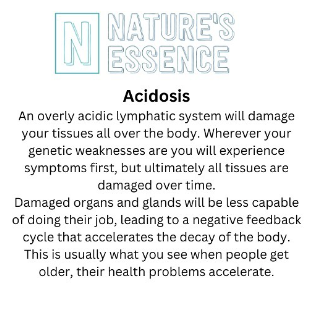 N NATURE'S
ESSENCE
Acidosis
An overly acidic lymphatic system will damage
your tissues all over the body. Wherever your
genetic weaknesses are you will experience
symptoms first, but ultimately all tissues are
damaged over time.
Damaged organs and glands will be less capable
of doing their job, leading to a negative feedback
cycle that accelerates the decay of the body.
This is usually what you see when people get
older, their health problems accelerate.